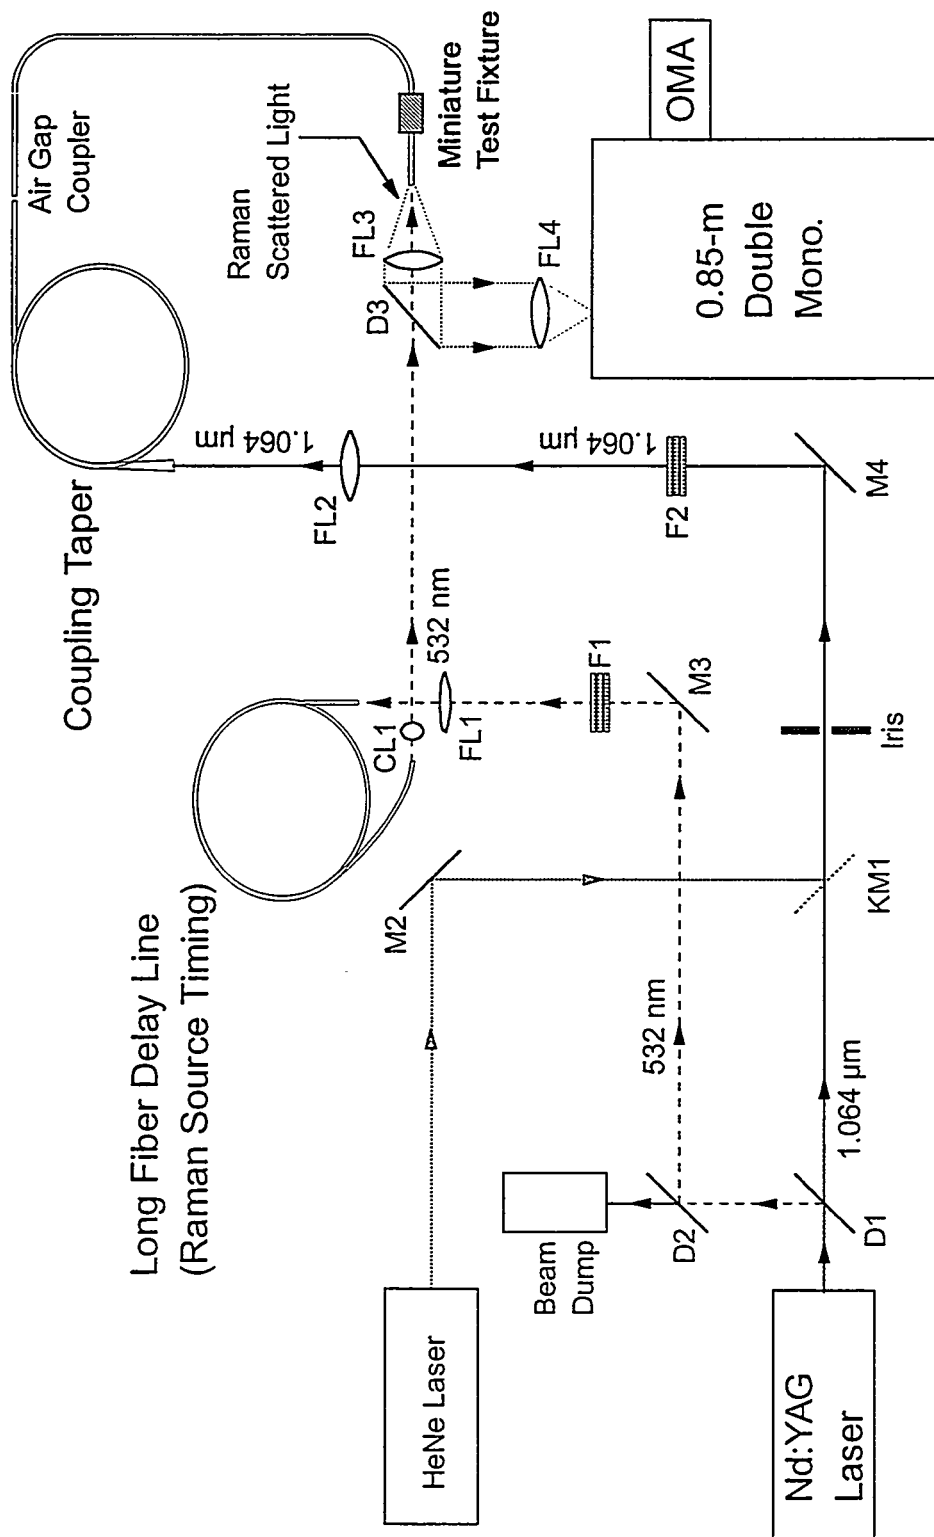 Long Fiber Delay Line
(Raman Source Timing)
Coupling Taper
Air Gap
Coupler
Raman
Scattered Light
Miniature
Test Fixture
HeNe Laser
M2
CL1
FL1
532 nm
F1
M3
FL2
1.064 µm
1.064 µm
F2
M4
D3
FL3
FL4
0.85-m
Double
Mono.
OMA
Beam
Dump
D2
532 nm
Nd:YAG
Laser
D1
1.064 µm
KM1
Iris